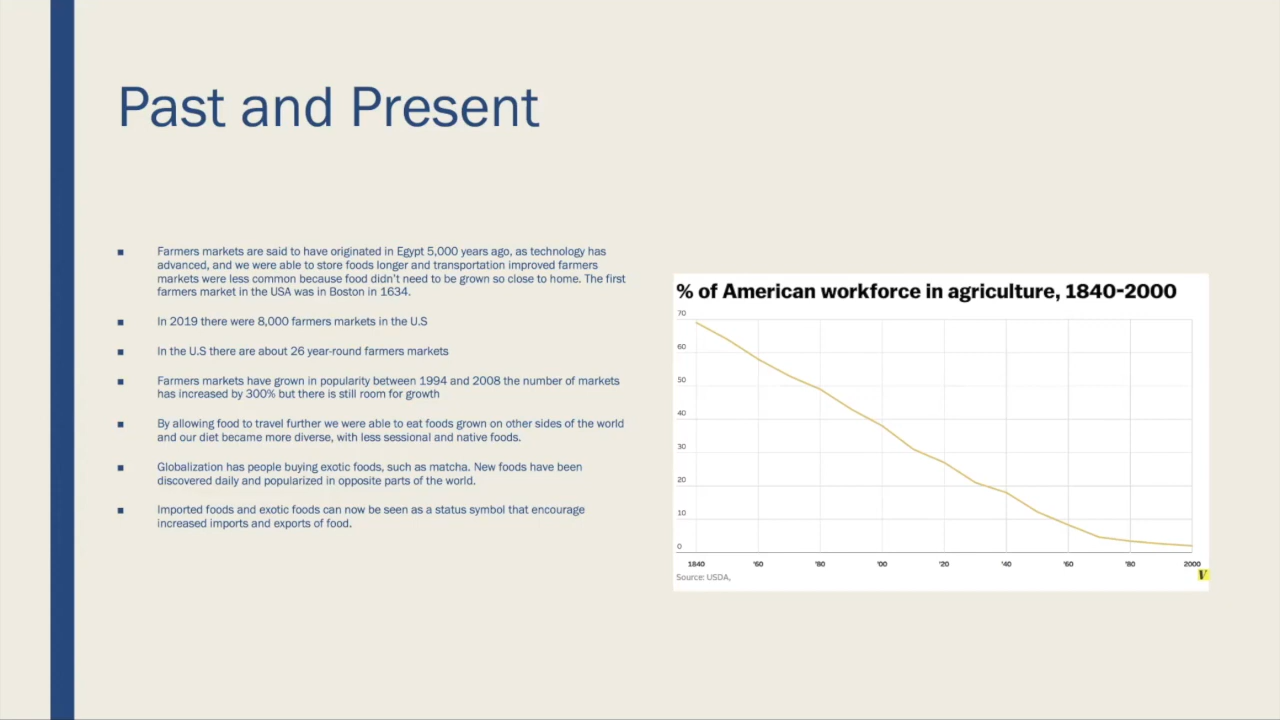 Past and Present
■ Farmers markets are said to have originated in Egypt 5,000 years ago, as technology has
advanced, and we were able to store foods longer and transportation improved farmers
markets were less common because food didn't need to be grown so close to home. The first
farmers market in the USA was in Boston in 1634.
■ In 2019 there were 8,000 farmers markets in the U.S
■ In the U.S there are about 26 year-round farmers markets
■ Farmers markets have grown in popularity between 1994 and 2008 the number of markets
has increased by 300% but there is still room for growth
■ By allowing food to travel further we were able to eat foods grown on other sides of the world
and our diet became more diverse, with less sessional and native foods.
■ Globalization has people buying exotic foods, such as matcha. New foods have been
discovered daily and popularized in opposite parts of the world.
■ Imported foods and exotic foods can now be seen as a status symbol that encourage
increased imports and exports of food.
% of American workforce in agriculture, 1840-2000
70
60
50
40
30
20
10
0
1840 '60 '80 '00 '20 '40 '60 '80 2000
Source: USDA,
V